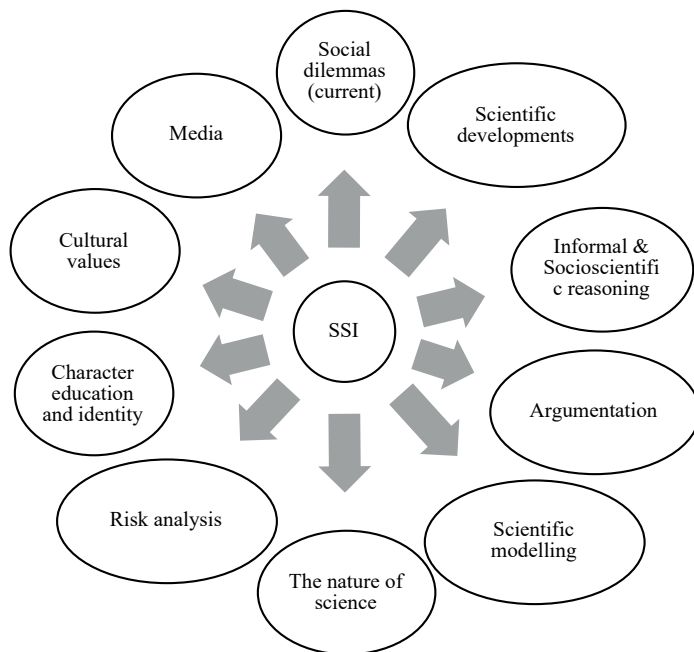 Social
dilemmas
(current)
Scientific
developments
Informal &
Socioscientifi
c reasoning
Argumentation
Scientific
modelling
The nature of
science
Risk analysis
Character
education
and identity
Cultural
values
Media
SSI